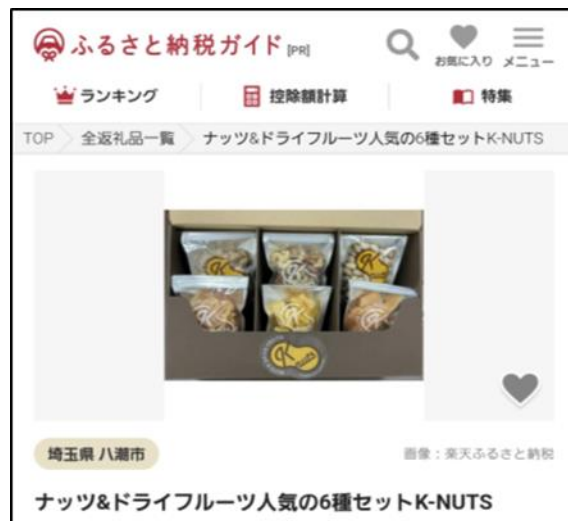 ふるさと納税ガイド [PR]
お気に入り メニュー
ランキング 控除額計算 特集
TOP 全返礼品一覧 ナッツ&ドライフルーツ人気の6種セットK-NUTS
K nuts
埼玉県 八潮市
画像：楽天ふるさと納税
ナッツ&ドライフルーツ人気の6種セットK-NUTS